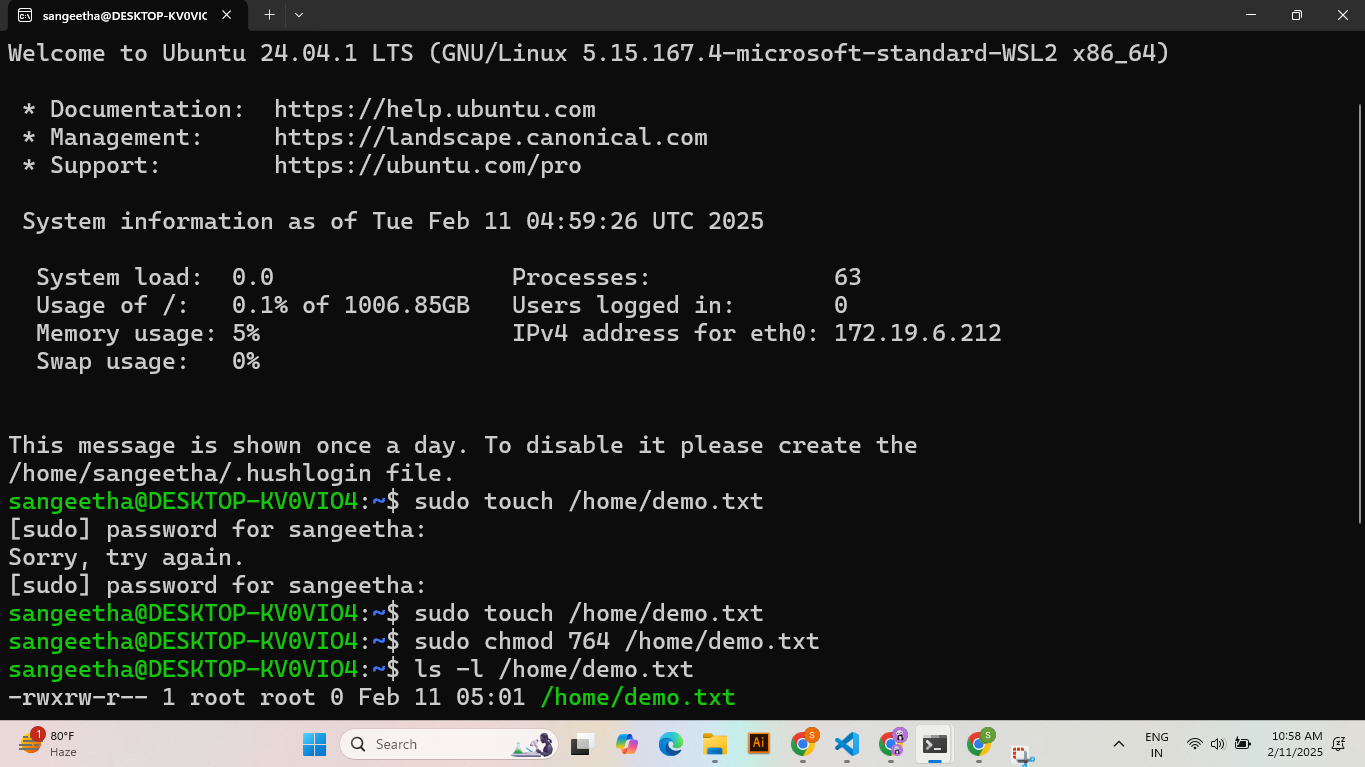 sangeetha@DESKTOP-KV0VIC
Welcome to Ubuntu 24.04.1 LTS (GNU/Linux 5.15.167.4-microsoft-standard-WSL2 x86_64)
* Documentation: https://help.ubuntu.com
* Management: https://landscape.canonical.com
* Support: https://ubuntu.com/pro
System information as of Tue Feb 11 04:59:26 UTC 2025
System load: 0.0 Processes: 63
Usage of /: 0.1% of 1006.85GB Users logged in: 0
Memory usage: 5% IPv4 address for eth0: 172.19.6.212
Swap usage: 0%
This message is shown once a day. To disable it please create the
/home/sangeetha/.hushlogin file.
sangeetha@DESKTOP-KV0VIO4:~$ sudo touch /home/demo.txt
[sudo] password for sangeetha:
Sorry, try again.
[sudo] password for sangeetha:
sangeetha@DESKTOP-KV0VIO4:~$ sudo touch /home/demo.txt
sangeetha@DESKTOP-KV0VIO4:~$ sudo chmod 764 /home/demo.txt
sangeetha@DESKTOP-KV0VIO4:~$ ls -l /home/demo.txt
-rwxrw-r-- 1 root root 0 Feb 11 05:01 /home/demo.txt
1 80°F
Haze
Search
Ai
S
S
ENG
IN
10:58 AM
2/11/2025